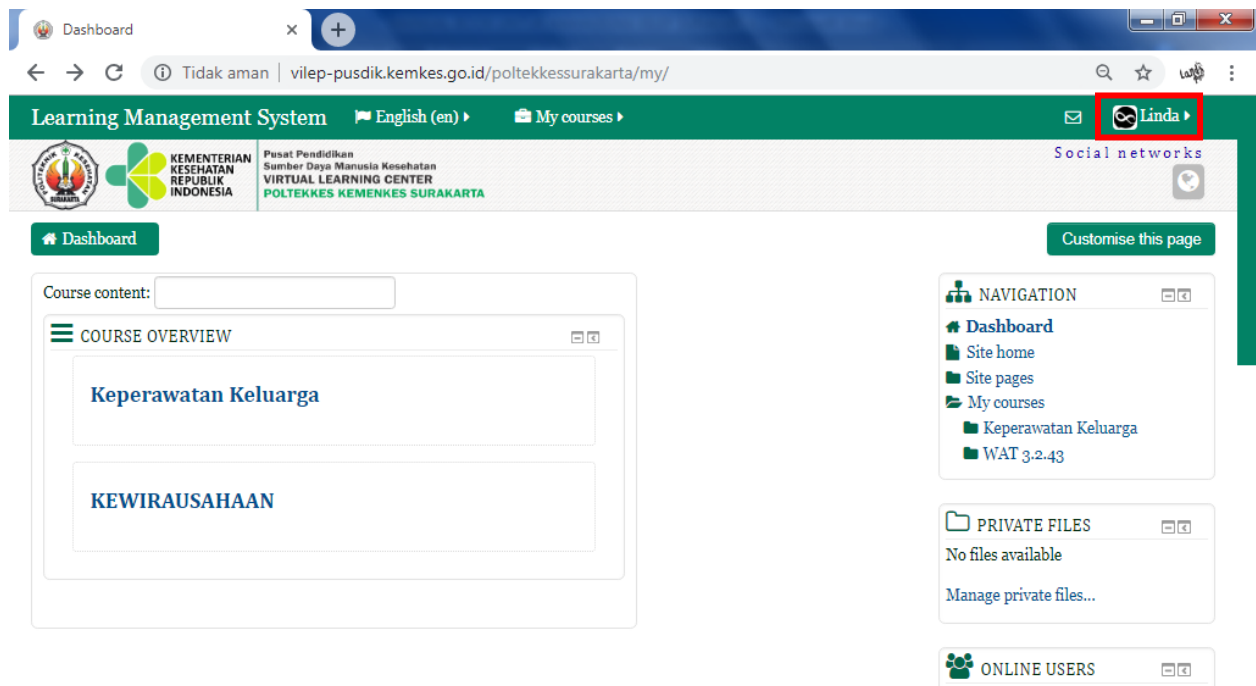 Dashboard
Tidak aman | vilep-pusdik.kemkes.go.id/poltekkessurakarta/my/
Learning Management System English (en) My courses Linda
KEMENTERIAN
KESEHATAN
REPUBLIK
INDONESIA
Pusat Pendidikan
Sumber Daya Manusia Kesehatan
VIRTUAL LEARNING CENTER
POLTEKKES KEMENKES SURAKARTA
Social networks
Dashboard
Customise this page
Course content:
COURSE OVERVIEW
Keperawatan Keluarga
KEWIRAUSAHAAN
NAVIGATION
Dashboard
Site home
Site pages
My courses
Keperawatan Keluarga
WAT 3.2.43
PRIVATE FILES
No files available
Manage private files...
ONLINE USERS